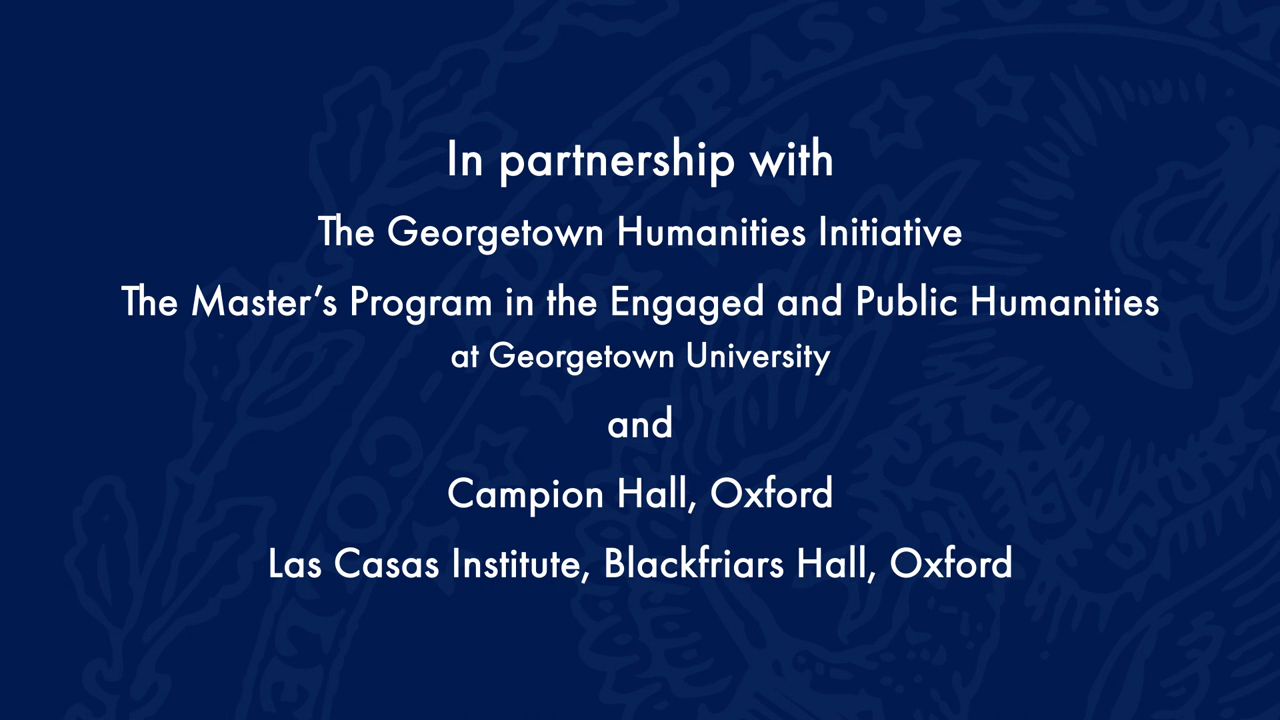 In partnership with
The Georgetown Humanities Initiative
The Master’s Program in the Engaged and Public Humanities
at Georgetown University
and
Campion Hall, Oxford
Las Casas Institute, Blackfriars Hall, Oxford